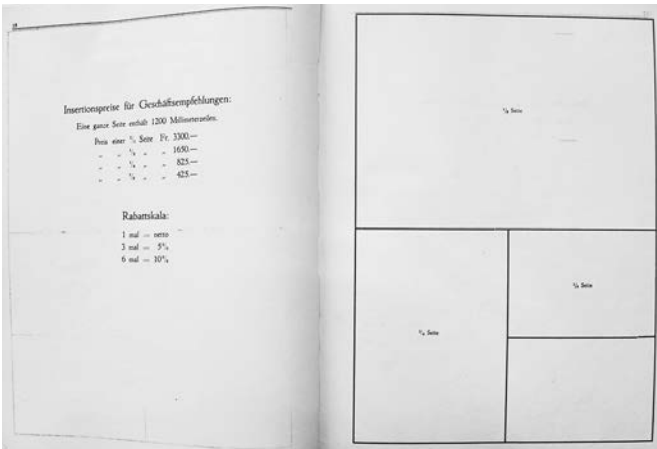 Insertionspreise für Geschäftsempfehlungen:
Eine ganze Seite enthält 1200 Millimeterzeilen.
Preis einer ¹/₁ Seite Fr. 3300.—
„ „ ¹/₂ „ „ 1650.—
„ „ ¹/₄ „ „ 825.—
„ „ ¹/₈ „ „ 425.—
Rabattskala:
1 mal = netto
3 mal = 5%
6 mal = 10%
¹/₂ Seite
¹/₄ Seite
¹/₈ Seite